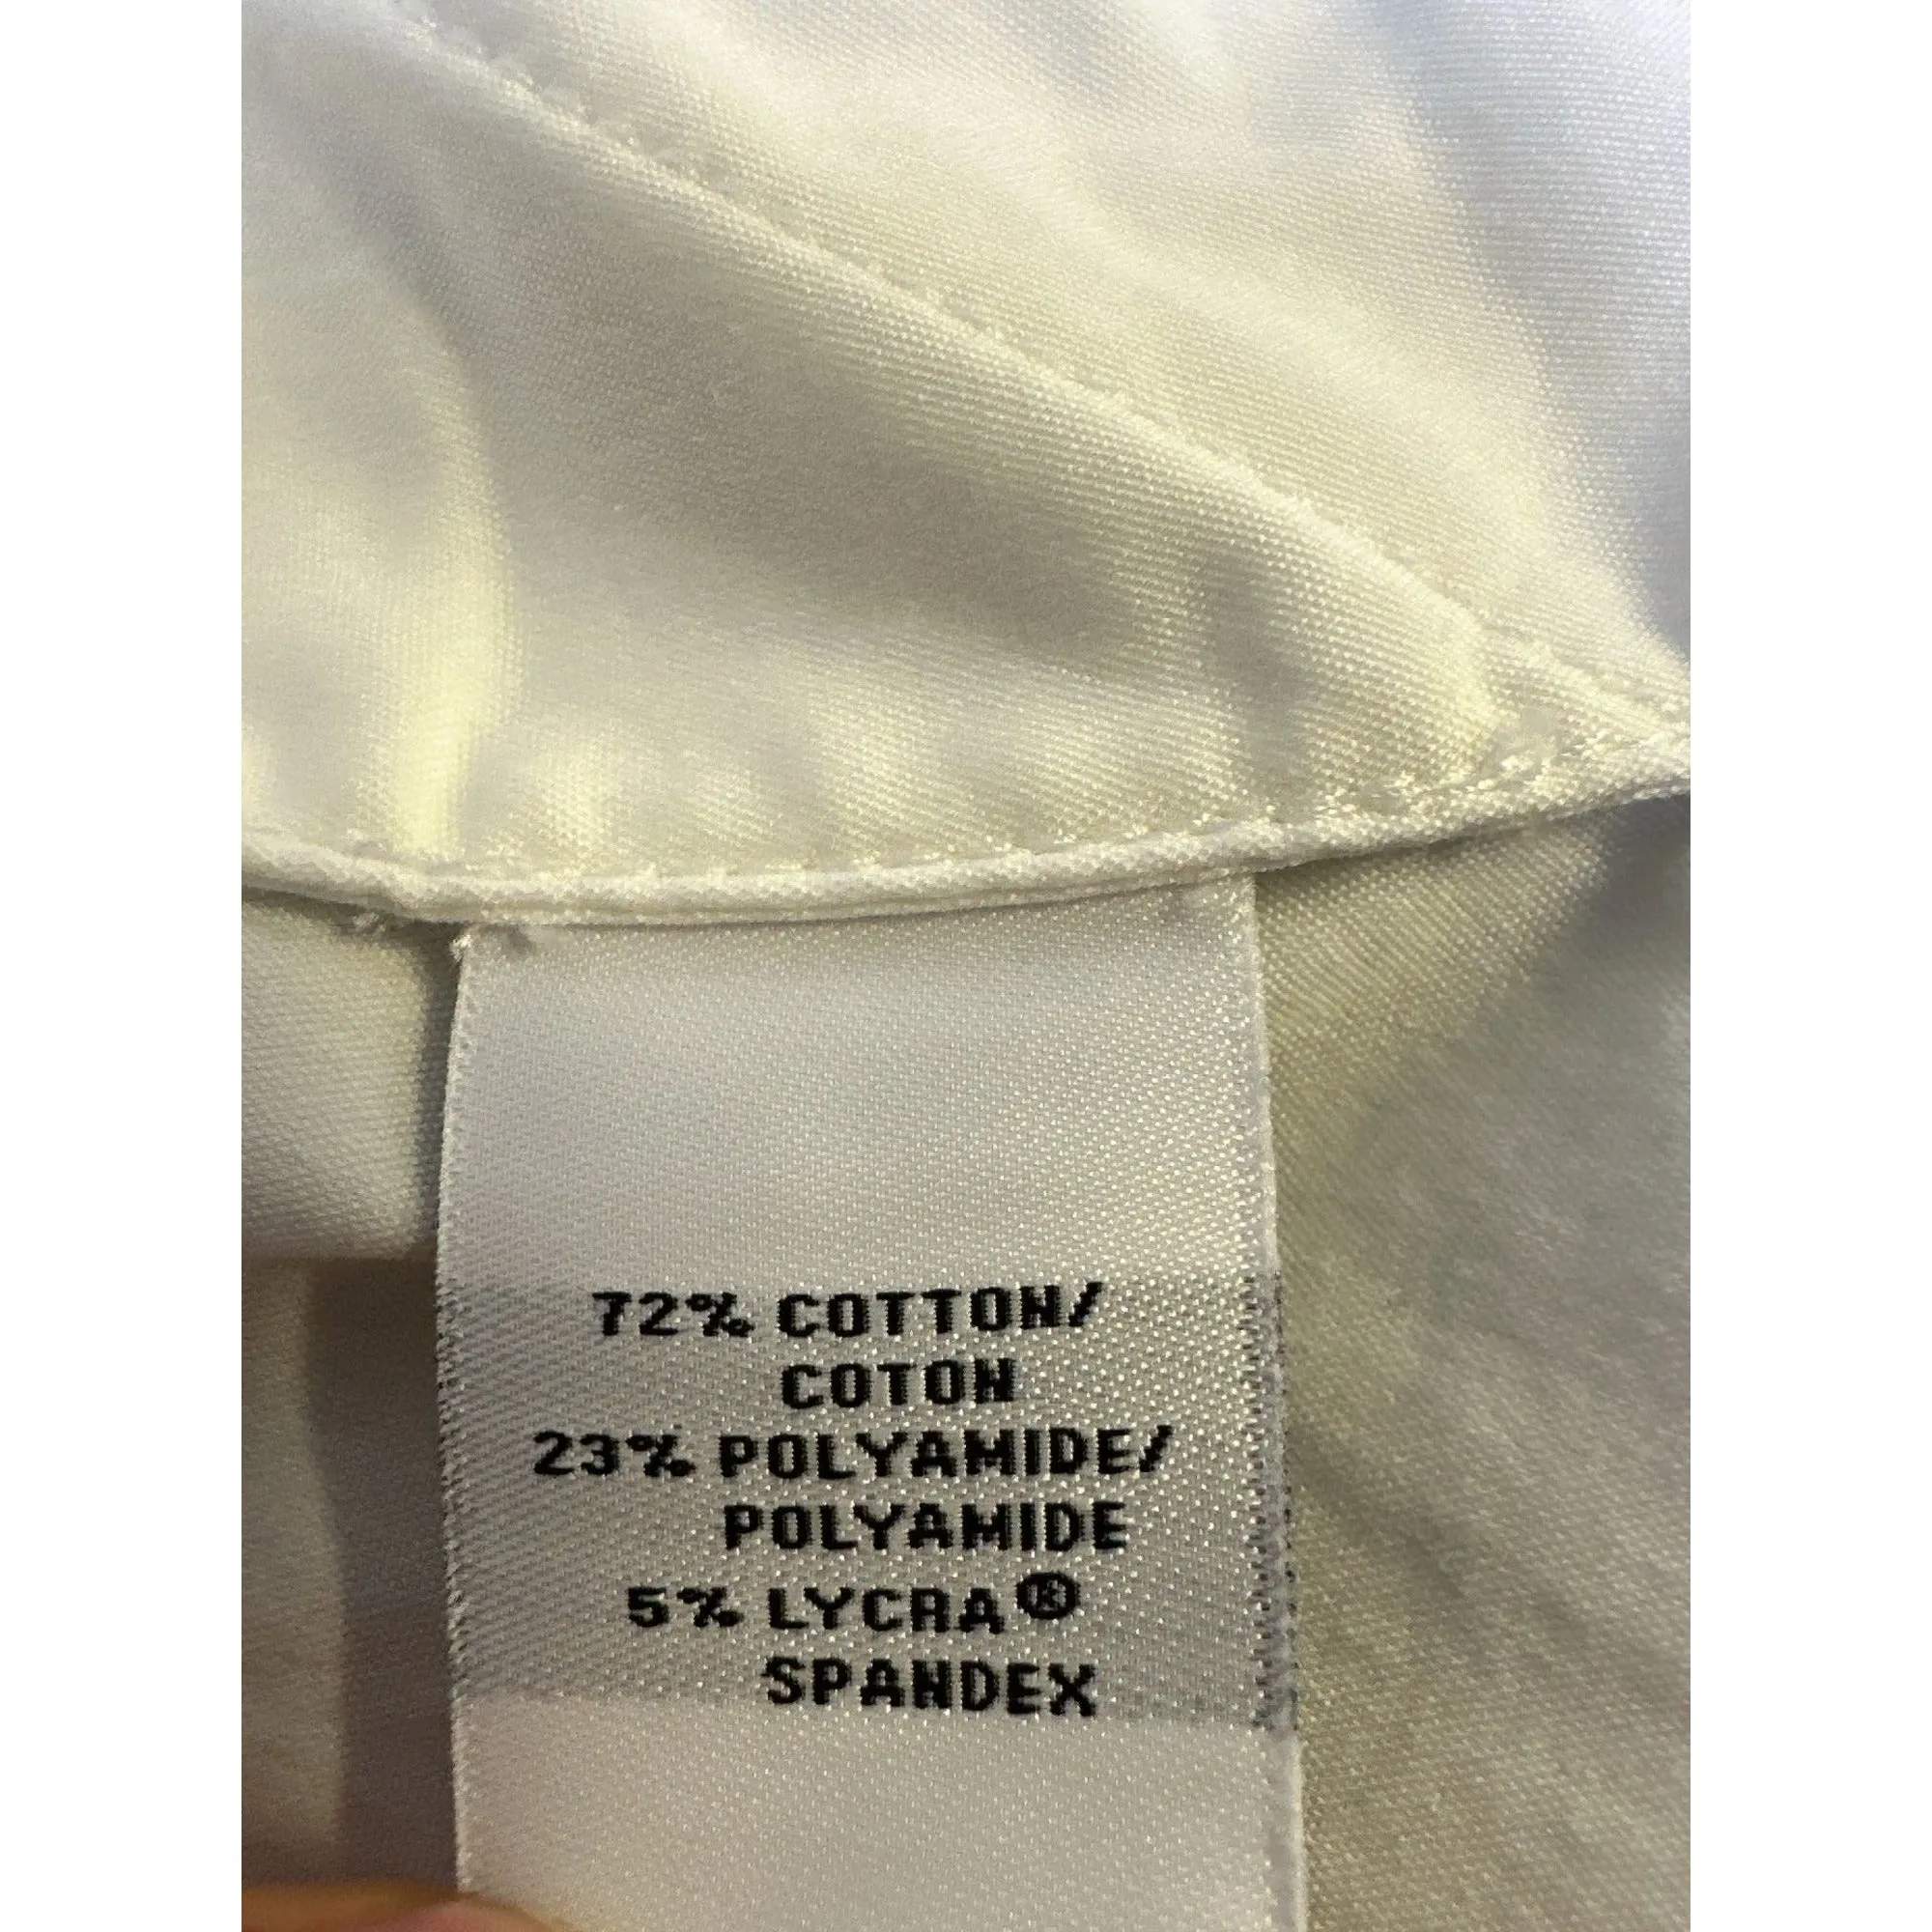 72% COTTON/
COTON
23% POLYAMIDE/
POLYAMIDE
5% LYCRA®
SPANDEX